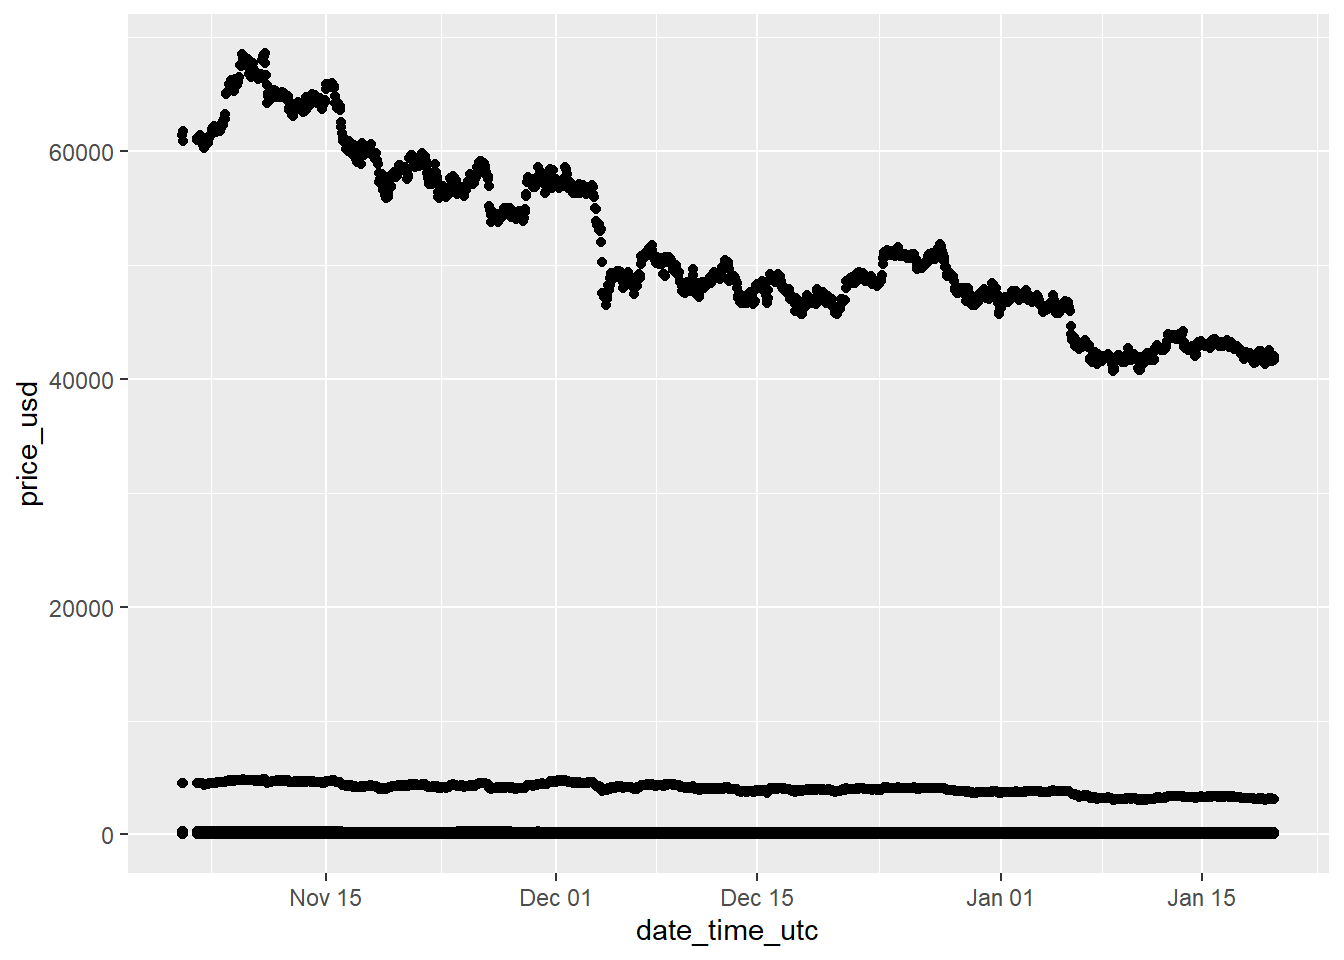 60000
40000
20000
0
price_usd
Nov 15
Dec 01
Dec 15
Jan 01
Jan 15
date_time_utc